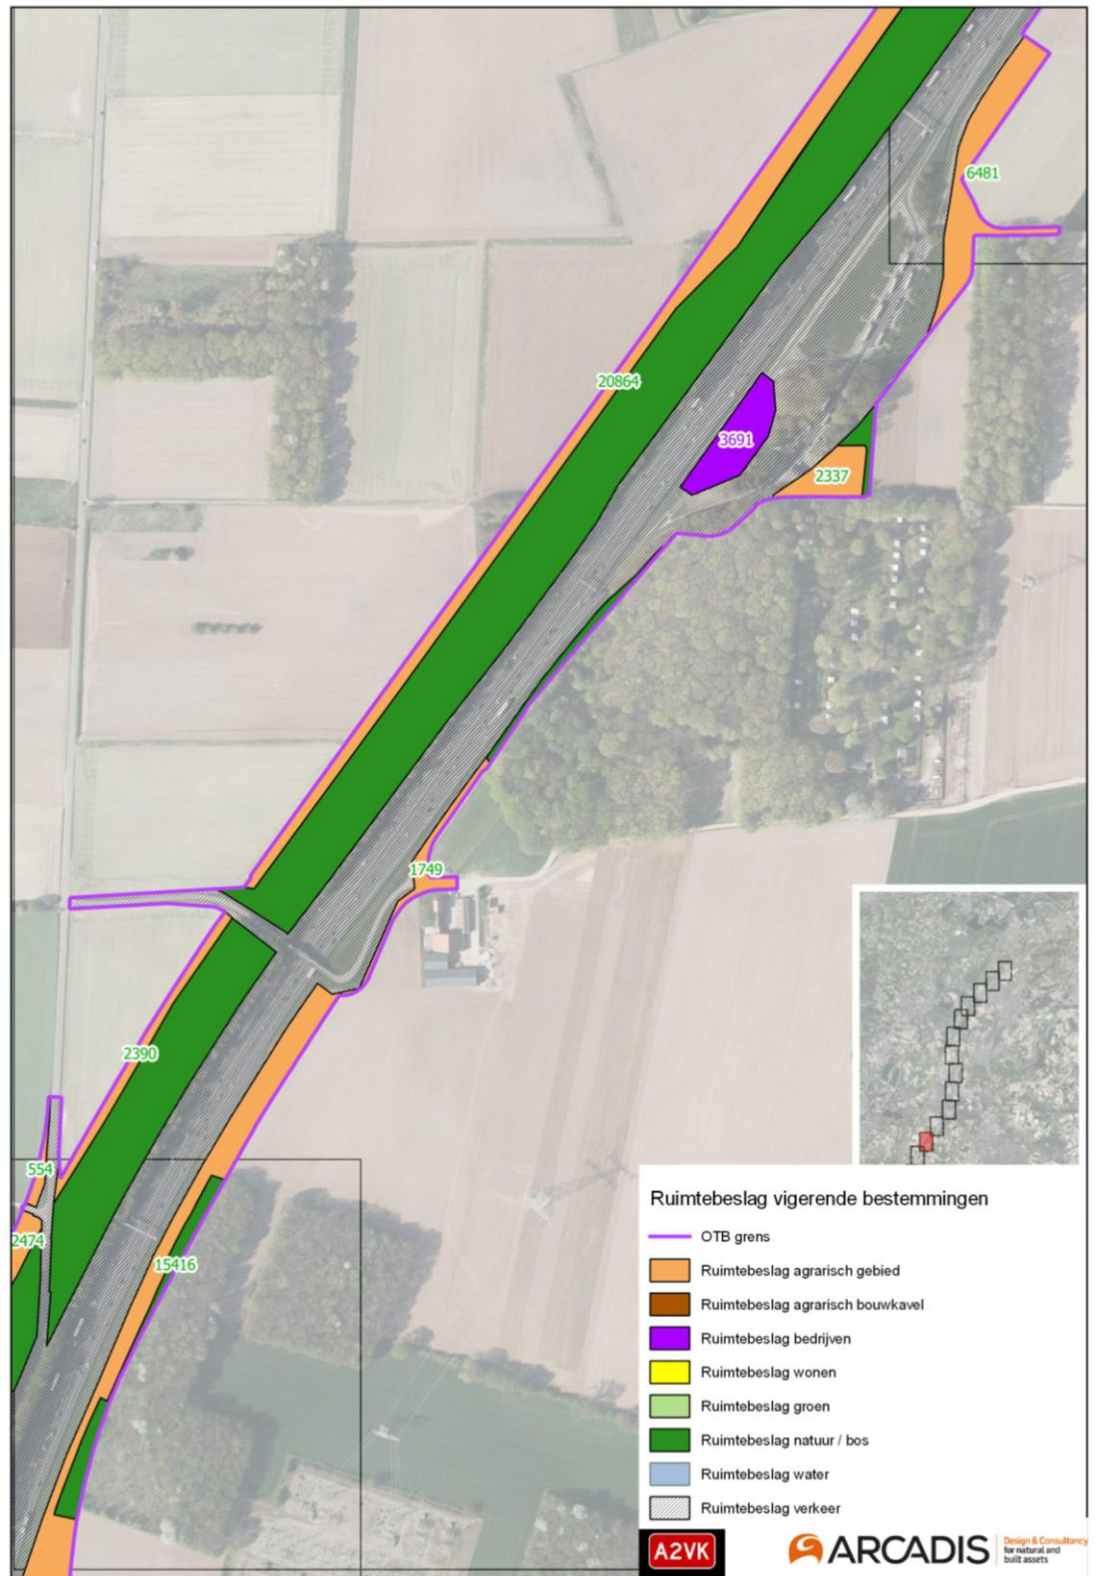 6481
20864
3691
2337
1749
2390
554
2474
15416
Ruimtebeslag vigerende bestemmingen
OTB grens
Ruimtebeslag agrarisch gebied
Ruimtebeslag agrarisch bouwkavel
Ruimtebeslag bedrijven
Ruimtebeslag wonen
Ruimtebeslag groen
Ruimtebeslag natuur / bos
Ruimtebeslag water
Ruimtebeslag verkeer
A2VK
ARCADIS
Design & Consultancy
for natural and
built assets